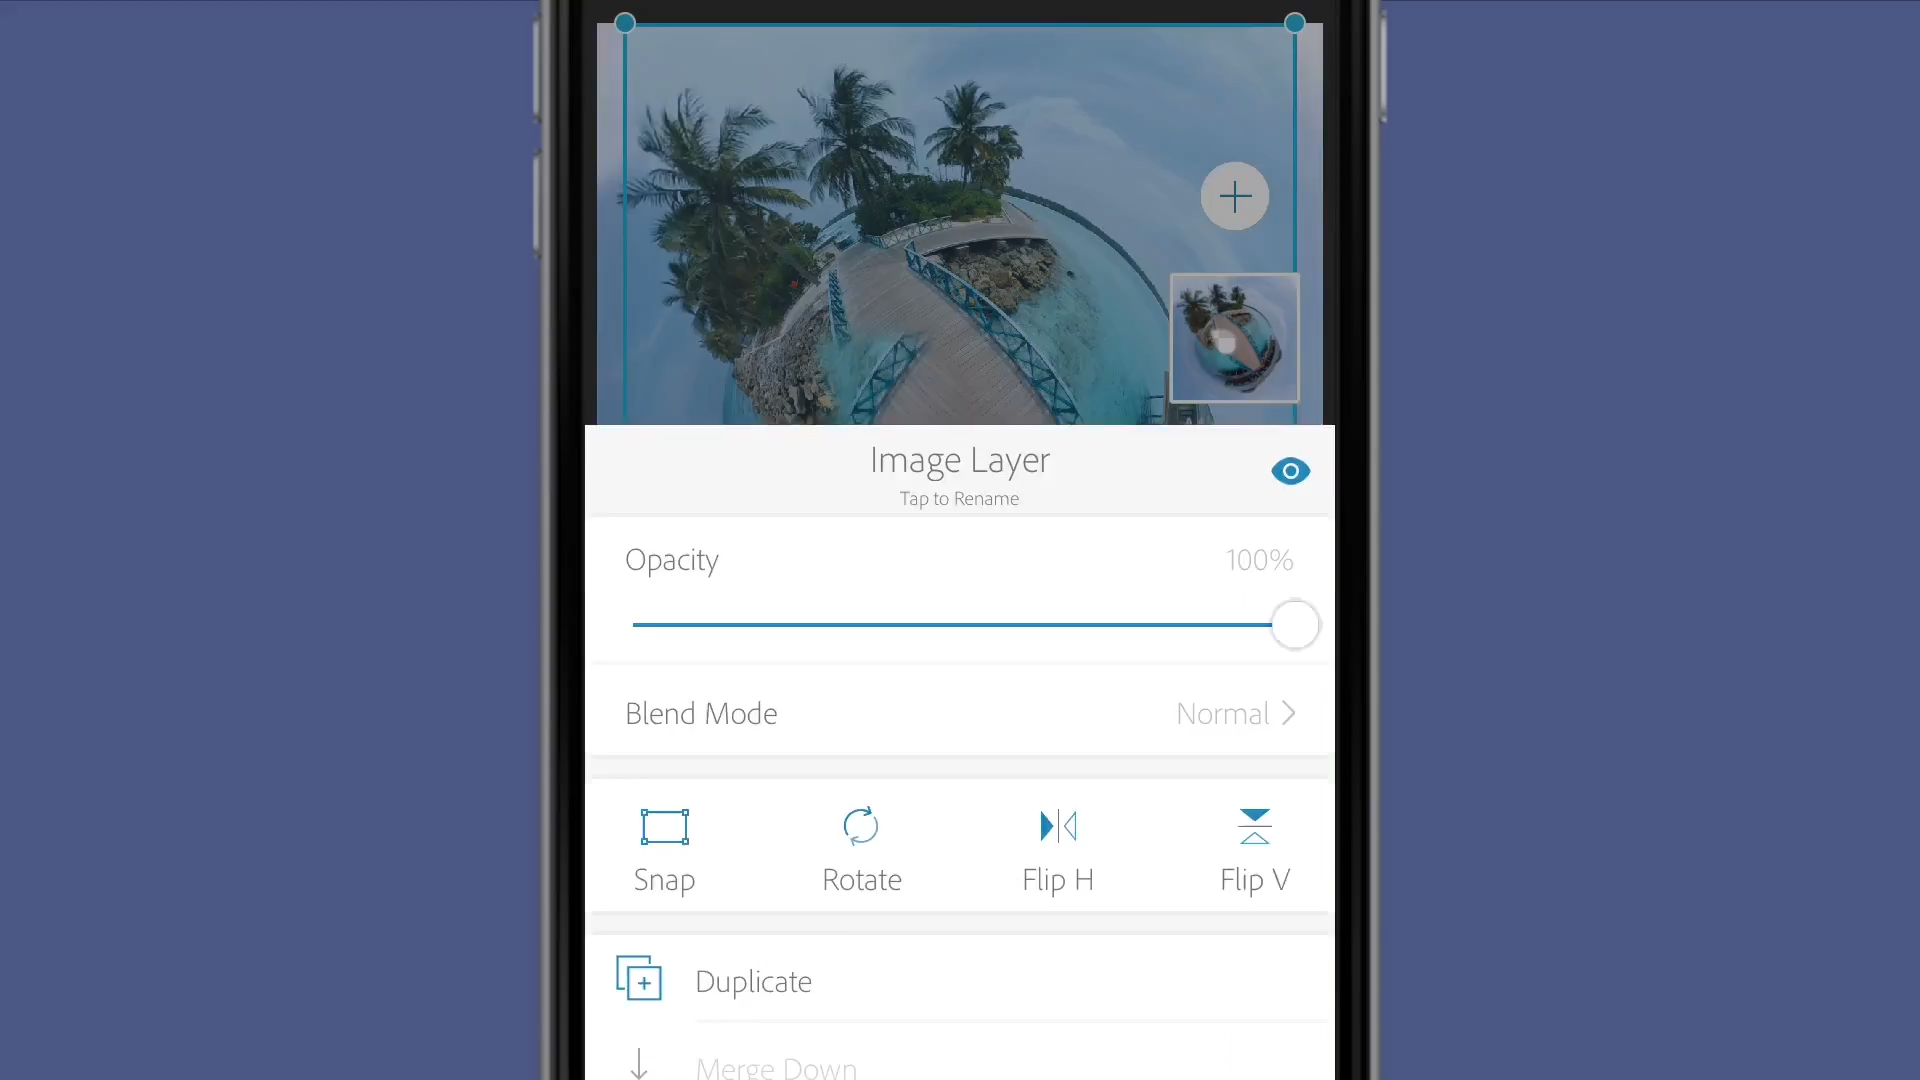 Image Layer
Tap to Rename
Opacity 100%
Blend Mode Normal
Snap Rotate Flip H Flip V
Duplicate
Merge Down